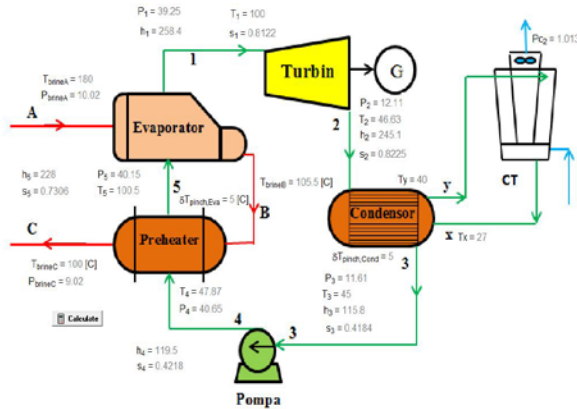 P1 = 39.25
h1 = 258.4
T1 = 100
s1 = 0.8122
1
Turbin
G
Pc2 = 1.013
TbrineA = 180
PbrineA = 10.02
A
Evaporator
2
P2 = 12.11
T2 = 46.63
h2 = 245.1
s2 = 0.8225
CT
h5 = 228
s5 = 0.7306
P5 = 40.15
T5 = 100.5
5
δTpinch,Eva = 5 [C]
TbrineB = 105.5 [C]
B
Ty = 40
y
Condensor
x
Tx = 27
C
Preheater
δTpinch,Cond = 5
3
TbrineC = 100 [C]
PbrineC = 9.02
P3 = 11.61
T3 = 45
h3 = 115.8
s3 = 0.4184
T4 = 47.87
P4 = 40.65
Calculate
4
3
h4 = 119.5
s4 = 0.4218
Pompa